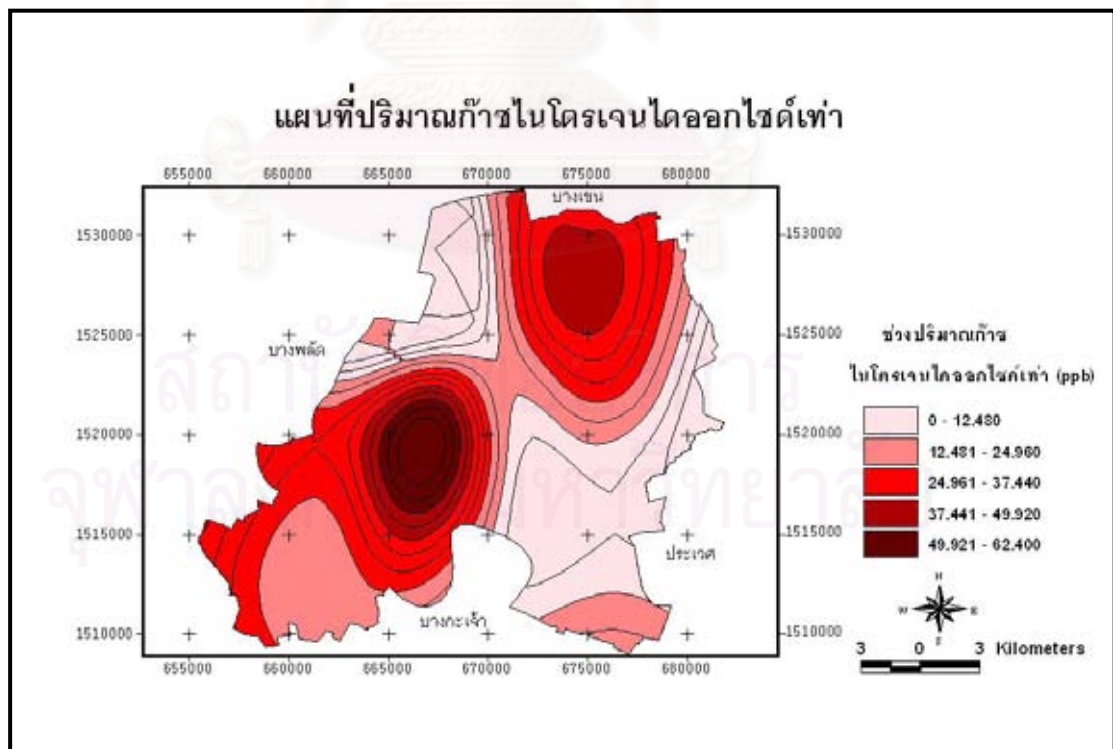 แผนที่ปริมาณก๊าซไนโตรเจนไดออกไซด์เท่า
655000 660000 665000 670000 675000 680000
บางเขน
1530000 1530000
1525000 1525000
บางพลัด
ช่วงปริมาณก๊าซ
ไนโตรเจนไดออกไซด์เท่า (ppb)
0 - 12.480
12.481 - 24.960
24.961 - 37.440
37.441 - 49.920
49.921 - 62.400
1520000 1520000
1515000 1515000
ประเวศ
บางกะเจ้า
1510000 1510000
N
W E
S
3 0 3 Kilometers
655000 660000 665000 670000 675000 680000